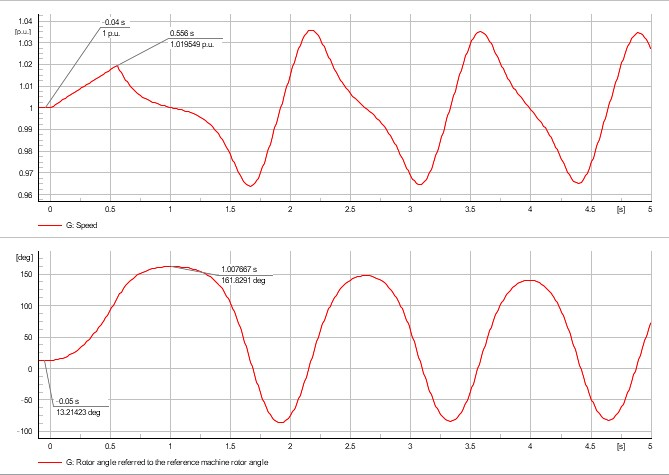 1.04
[p.u.]
-0.04 s
1 p.u.
0.556 s
1.019549 p.u.
1.03
1.02
1.01
1
0.99
0.98
0.97
0.96
0 0.5 1 1.5 2 2.5 3 3.5 4 4.5 [s] 5
G: Speed
[deg]
1.007667 s
161.8291 deg
150
100
50
0
-50
-100
-0.05 s
13.21423 deg
0 0.5 1 1.5 2 2.5 3 3.5 4 4.5 [s] 5
G: Rotor angle referred to the reference machine rotor angle